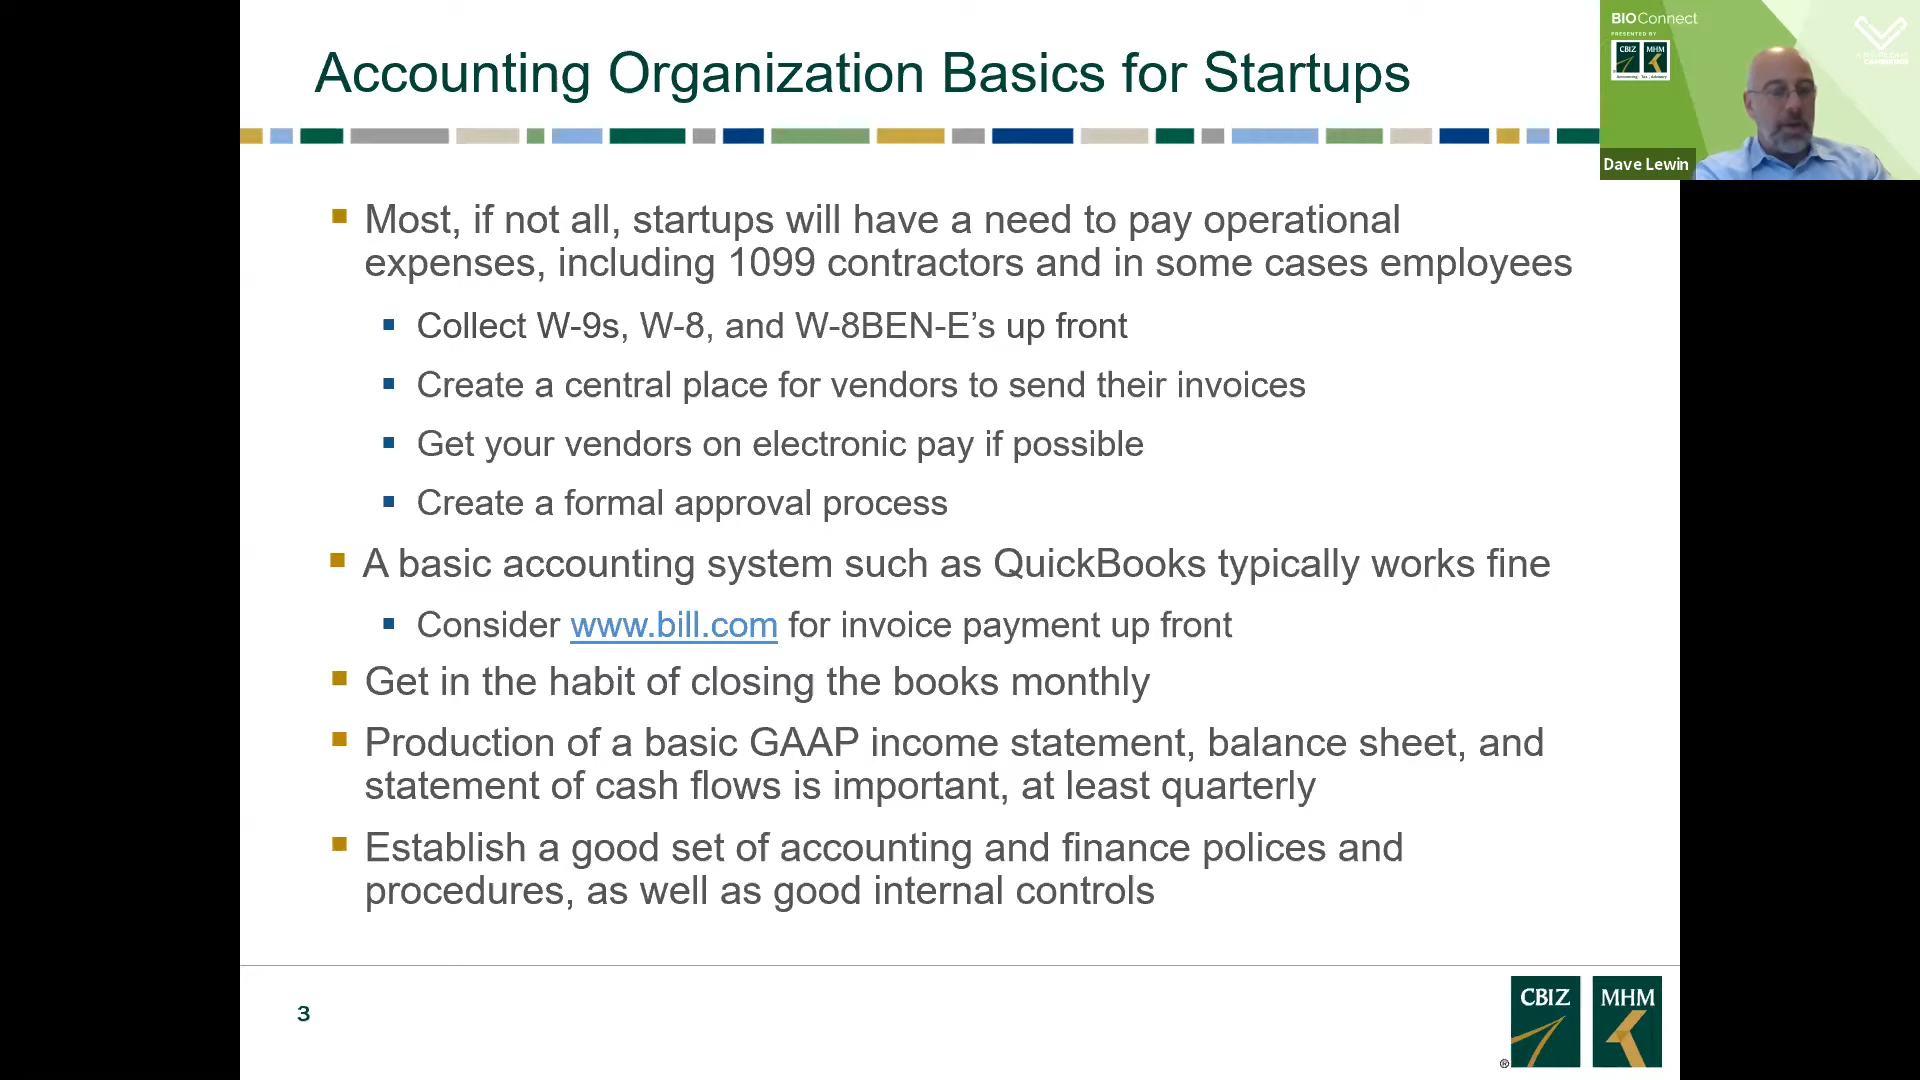 Accounting Organization Basics for Startups
Most, if not all, startups will have a need to pay operational
expenses, including 1099 contractors and in some cases employees
Collect W-9s, W-8, and W-8BEN-E’s up front
Create a central place for vendors to send their invoices
Get your vendors on electronic pay if possible
Create a formal approval process
A basic accounting system such as QuickBooks typically works fine
Consider www.bill.com for invoice payment up front
Get in the habit of closing the books monthly
Production of a basic GAAP income statement, balance sheet, and
statement of cash flows is important, at least quarterly
Establish a good set of accounting and finance polices and
procedures, as well as good internal controls
3
CBIZ MHM
®
BIOConnect
PRESENTED BY
CBIZ MHM
Accounting Tax Advisory
Dave Lewin